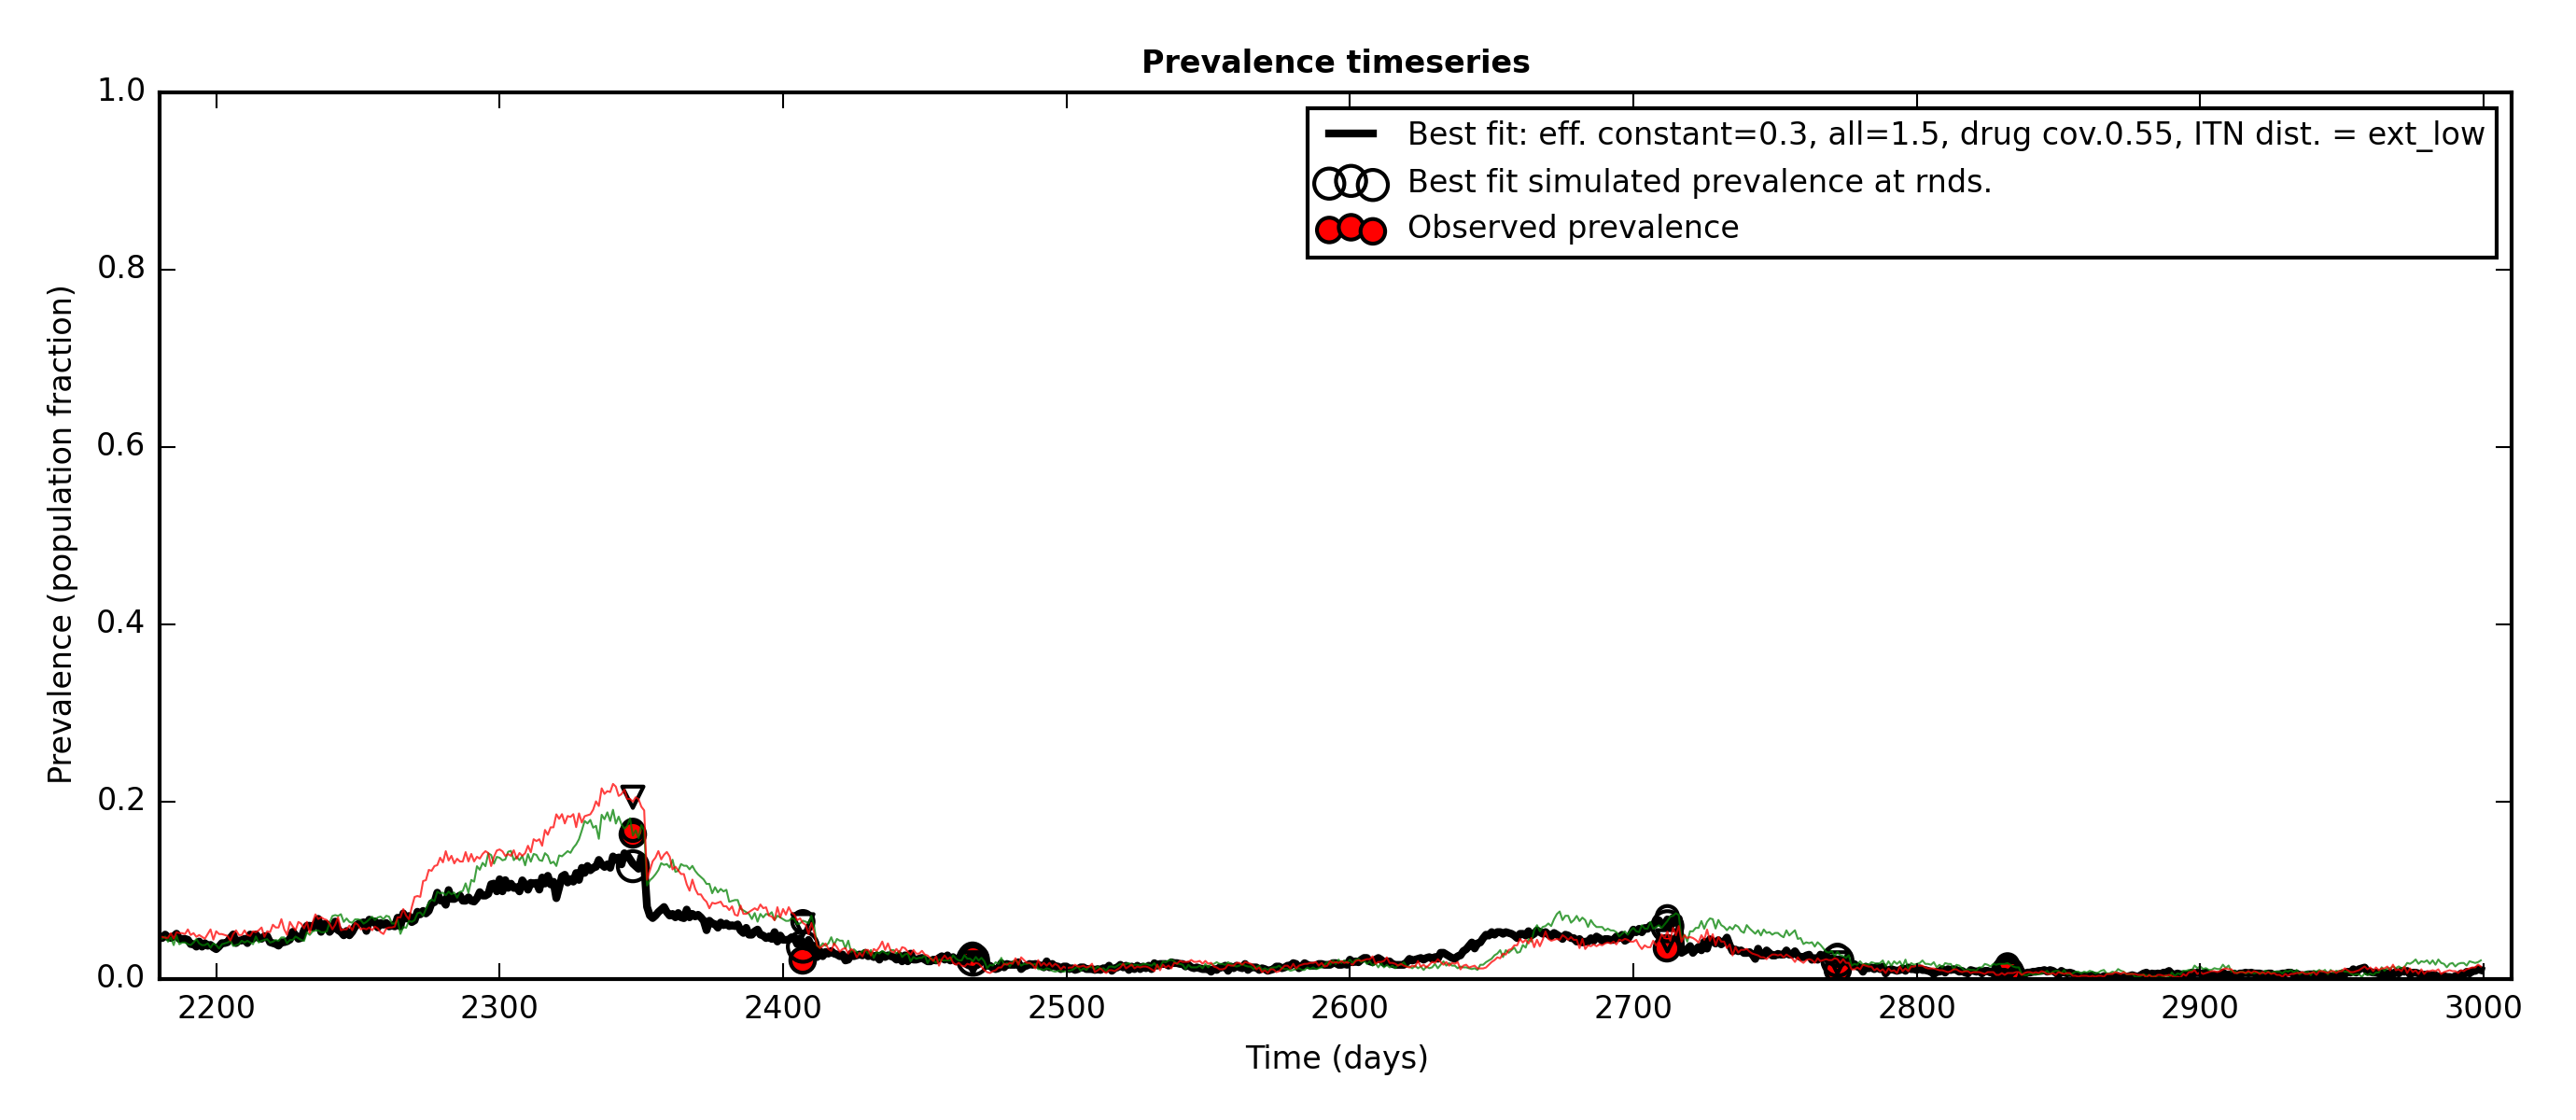 Prevalence timeseries
1.0
0.8
0.6
0.4
0.2
0.0
Prevalence (population fraction)
Best fit: eff. constant=0.3, all=1.5, drug cov.0.55, ITN dist. = ext_low
Best fit simulated prevalence at rnds.
Observed prevalence
2200 2300 2400 2500 2600 2700 2800 2900 3000
Time (days)